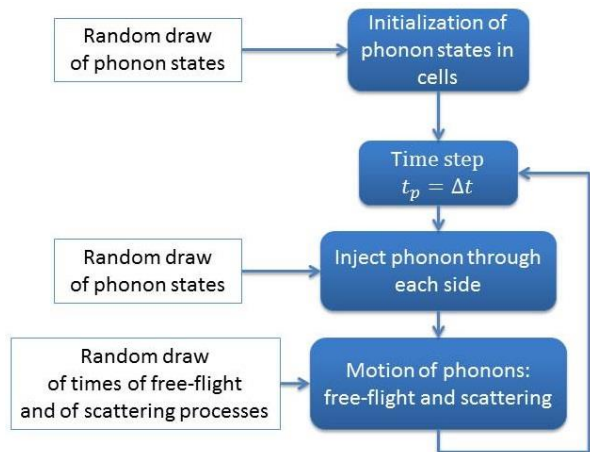 Random draw
of phonon states
Initialization of
phonon states in
cells
Time step
t_p = Δt
Random draw
of phonon states
Inject phonon through
each side
Random draw
of times of free-flight
and of scattering processes
Motion of phonons:
free-flight and scattering